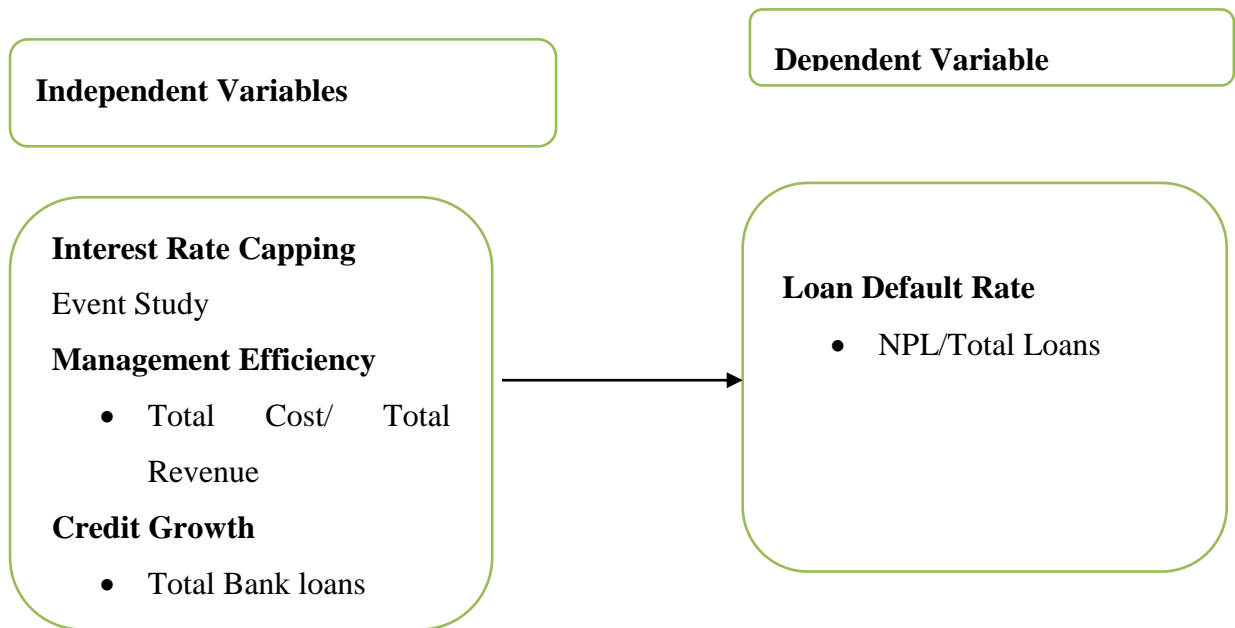 Independent Variables
Dependent Variable
Interest Rate Capping
Event Study
Management Efficiency
• Total Cost/ Total
Revenue
Credit Growth
• Total Bank loans
Loan Default Rate
• NPL/Total Loans